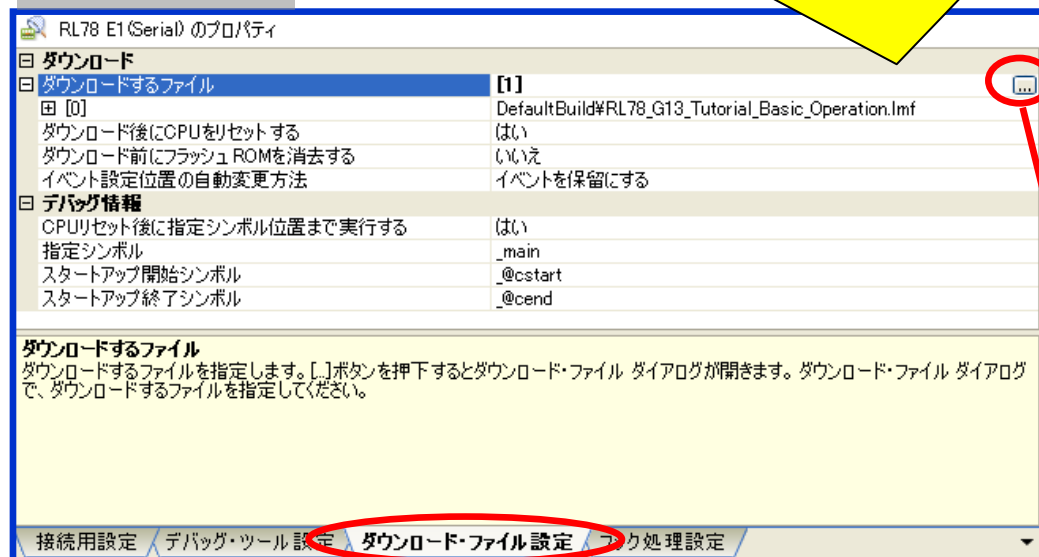 RL78 E1(Serial) のプロパティ
ダウンロード
ダウンロードするファイル [1] ...
[0] DefaultBuild¥RL78_G13_Tutorial_Basic_Operation.lmf
ダウンロード後にCPUをリセットする はい
ダウンロード前にフラッシュROMを消去する いいえ
イベント設定位置の自動変更方法 イベントを保留にする
デバッグ情報
CPUリセット後に指定シンボル位置まで実行する はい
指定シンボル _main
スタートアップ開始シンボル _@cstart
スタートアップ終了シンボル _@cend
ダウンロードするファイル
ダウンロードするファイルを指定します。[...]ボタンを押下するとダウンロード・ファイル ダイアログが開きます。ダウンロード・ファイル ダイアログ
で、ダウンロードするファイルを指定してください。
接続用設定 デバッグ・ツール設定 ダウンロード・ファイル設定 フック処理設定